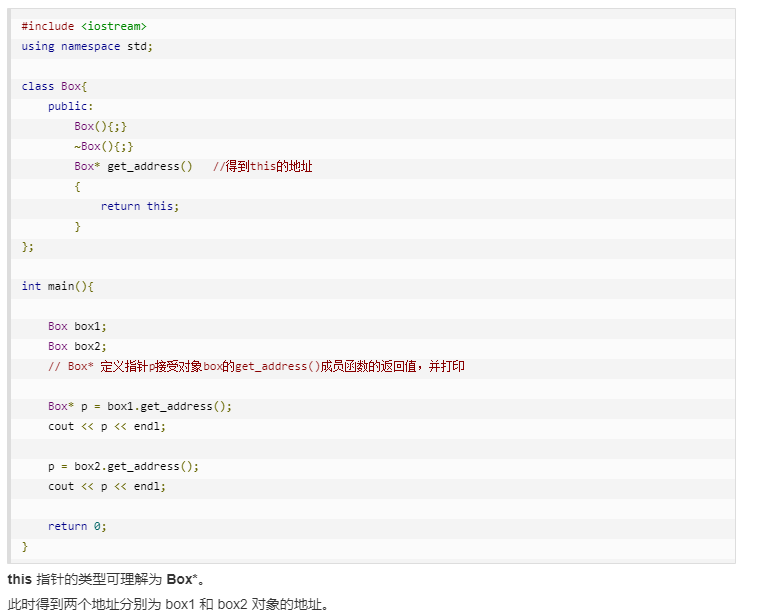 #include <iostream>
using namespace std;
class Box{
public:
Box(){;}
~Box(){;}
Box* get_address()   //得到this的地址
{
return this;
}
};
int main(){
Box box1;
Box box2;
// Box* 定义指针p接受对象box的get_address()成员函数的返回值，并打印
Box* p = box1.get_address();
cout << p << endl;
p = box2.get_address();
cout << p << endl;
return 0;
}
this 指针的类型可理解为 Box*。
此时得到两个地址分别为 box1 和 box2 对象的地址。